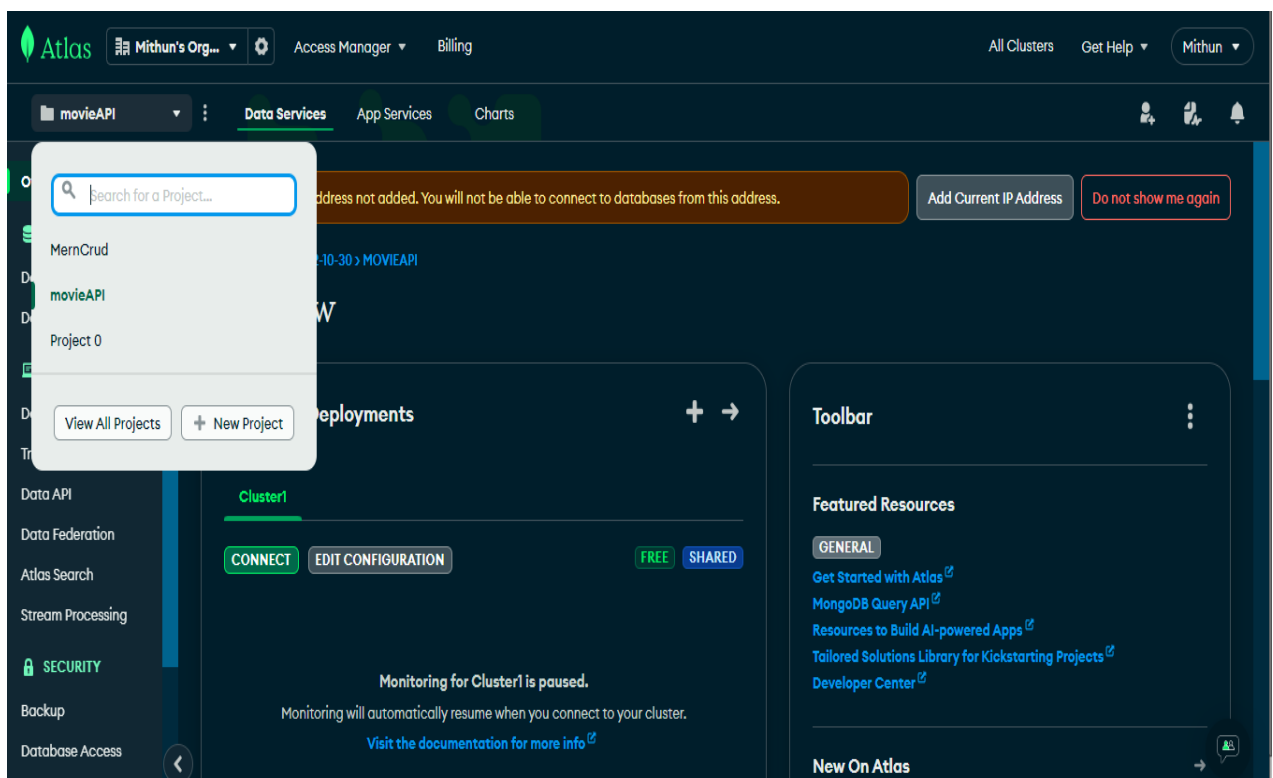 Atlas
Mithun's Org...
Access Manager
Billing
All Clusters
Get Help
Mithun
movieAPI
Data Services
App Services
Charts
Search for a Project...
MernCrud
movieAPI
Project 0
View All Projects
+ New Project
ddress not added. You will not be able to connect to databases from this address.
Add Current IP Address
Do not show me again
-10-30 > MOVIEAPI
W
Data API
Data Federation
Atlas Search
Stream Processing
SECURITY
Backup
Database Access
eployments
Cluster1
CONNECT
EDIT CONFIGURATION
FREE
SHARED
Monitoring for Cluster1 is paused.
Monitoring will automatically resume when you connect to your cluster.
Visit the documentation for more info
Toolbar
Featured Resources
GENERAL
Get Started with Atlas
MongoDB Query API
Resources to Build AI-powered Apps
Tailored Solutions Library for Kickstarting Projects
Developer Center
New On Atlas